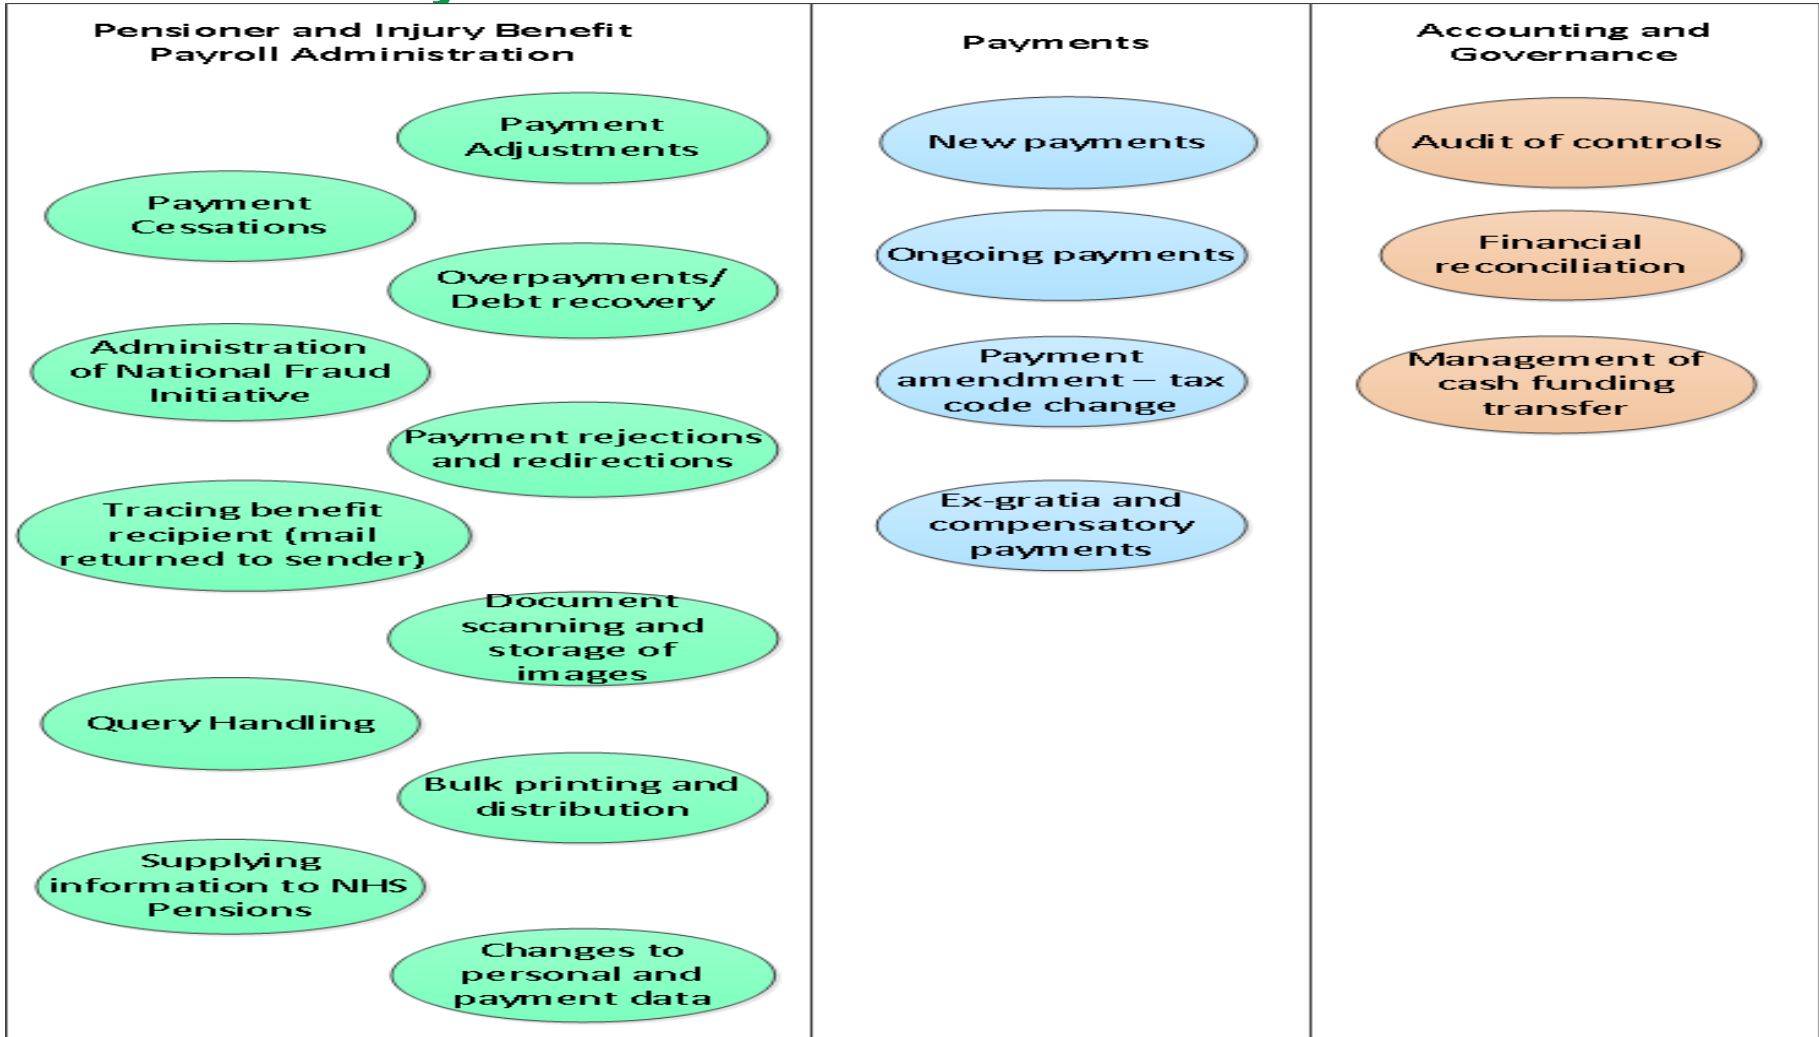 Pensioner and Injury Benefit
Payroll Administration
Payment
Adjustments
Payment
Cessations
Overpayments/
Debt recovery
Administration
of National Fraud
Initiative
Payment rejections
and redirections
Tracing benefit
recipient (mail
returned to sender)
Document
scanning and
storage of
images
Query Handling
Bulk printing and
distribution
Supplying
information to NHS
Pensions
Changes to
personal and
payment data
Payments
New payments
Ongoing payments
Payment
amendment – tax
code change
Ex-gratia and
compensatory
payments
Accounting and
Governance
Audit of controls
Financial
reconciliation
Management of
cash funding
transfer